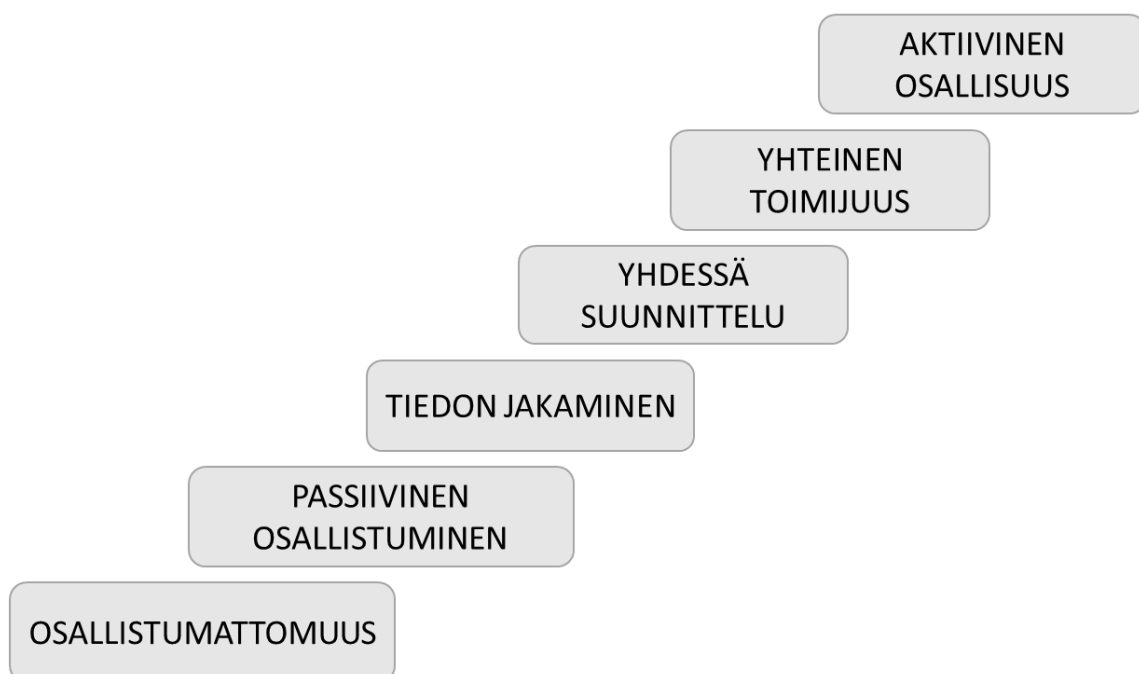 AKTIIVINEN
OSALLISUUS
YHTEINEN
TOIMIJUUS
YHDESSÄ
SUUNNITTELU
TIEDON JAKAMINEN
PASSIIVINEN
OSALLISTUMINEN
OSALLISTUMATTOMUUS